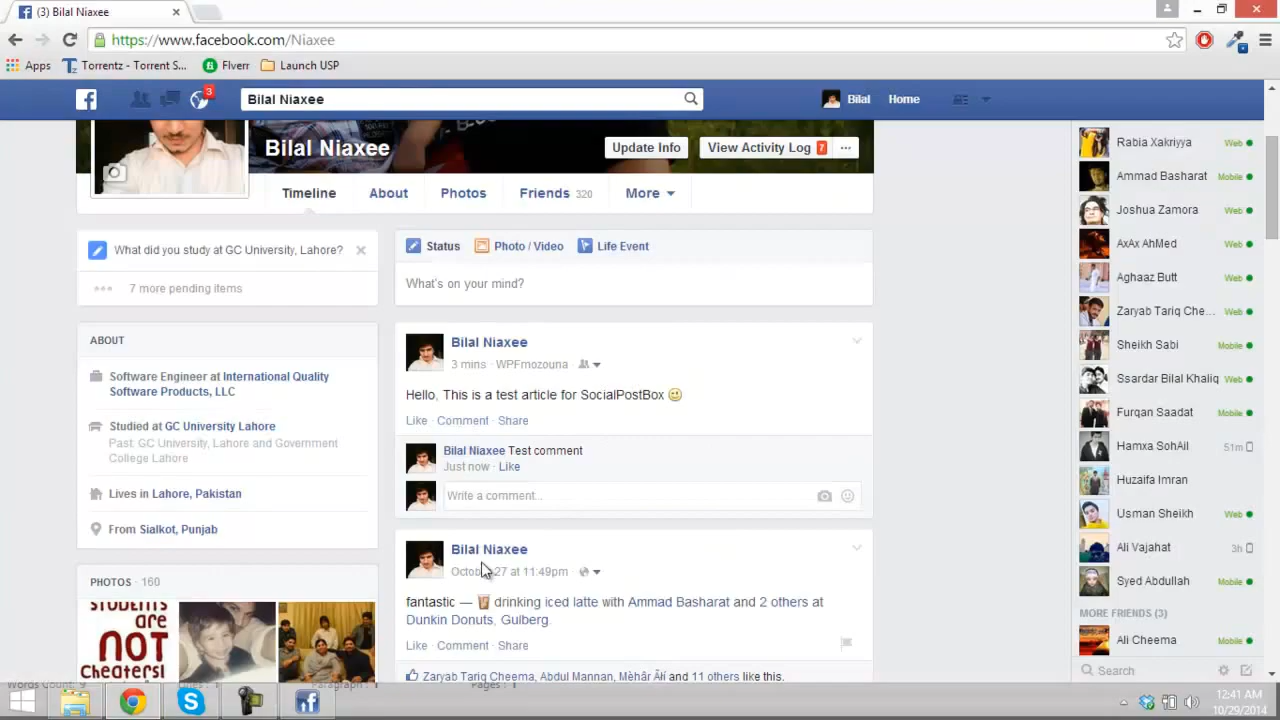 (3) Bilal Niaxee
https://www.facebook.com/Niaxee
Apps Torrentz - Torrent S... Fiverr Launch USP
3
Bilal Niaxee
Bilal Home
Bilal Niaxee
Update Info View Activity Log 7 ...
Timeline About Photos Friends 320 More
What did you study at GC University, Lahore?
7 more pending items
ABOUT
Software Engineer at International Quality
Software Products, LLC
Studied at GC University Lahore
Past: GC University, Lahore and Government
College Lahore
Lives in Lahore, Pakistan
From Sialkot, Punjab
PHOTOS · 160
STUDENTS
ARE
NOT
CHEATERS!
Status Photo / Video Life Event
What's on your mind?
Bilal Niaxee
3 mins · WPFmozouna
Hello, This is a test article for SocialPostBox
Like · Comment · Share
Bilal Niaxee Test comment
Just now · Like
Write a comment...
Bilal Niaxee
October 27 at 11:49pm
fantastic — drinking iced latte with Ammad Basharat and 2 others at
Dunkin Donuts, Gulberg.
Like · Comment · Share
Zaryab Tariq Cheema, Abdul Mannan, and 11 others like this.
Rabia Xakriyya Web
Ammad Basharat Mobile
Joshua Zamora Web
AxAx AhMed Web
Aghaaz Butt Web
Zaryab Tariq Che... Web
Sheikh Sabi Mobile
Ssardar Bilal Khaliq Web
Furqan Saadat Mobile
Hamxa SohAil 51m
Huzaifa Imran
Usman Sheikh Web
Ali Vajahat 3h
Syed Abdullah Mobile
MORE FRIENDS (3)
Ali Cheema Mobile
Search
Words Count: Paragraph : 1 Pages : 1
12:41 AM
10/29/2014